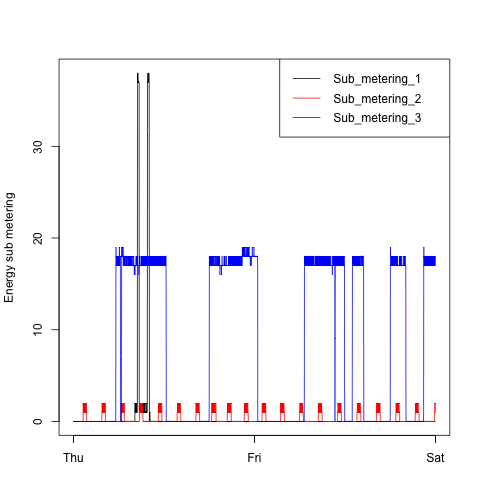 Sub_metering_1
Sub_metering_2
Sub_metering_3
Energy sub metering
30
20
10
0
Thu
Fri
Sat